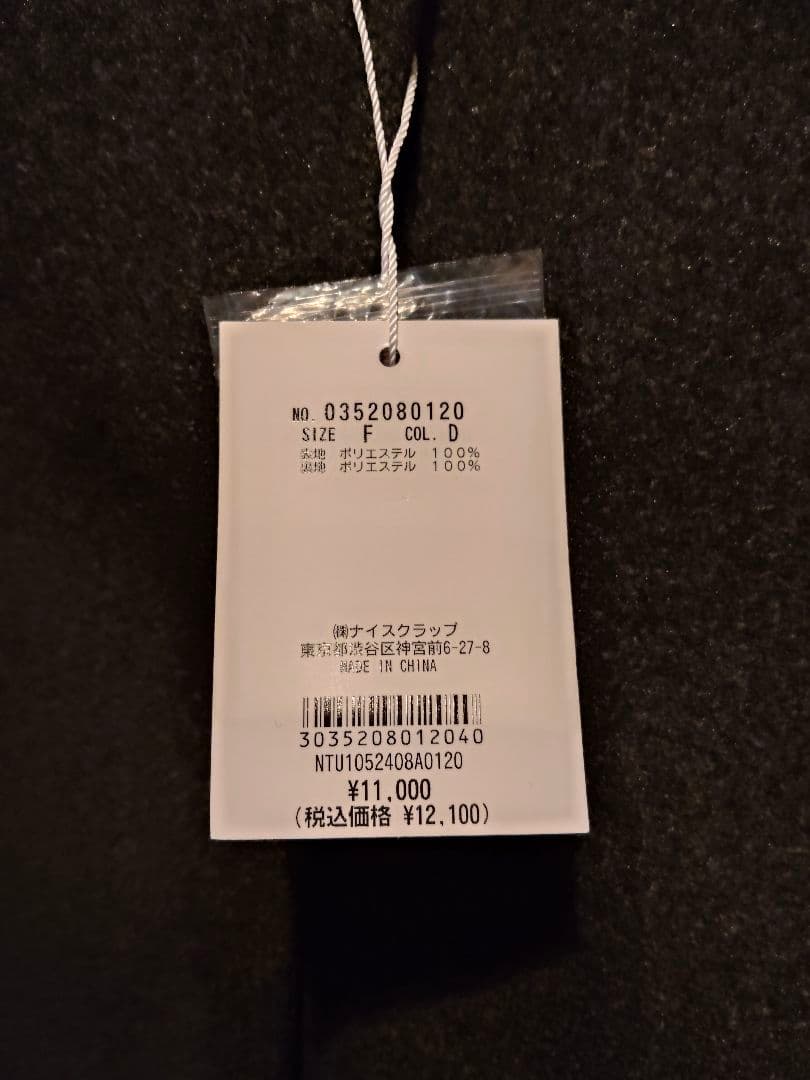 NO. 0352080120
SIZE F COL. D
表地 ポリエステル 100%
裏地 ポリエステル 100%
㈱ナイスクラップ
東京都渋谷区神宮前6-27-8
MADE IN CHINA
3035208012040
NTU1052408A0120
¥11,000
(税込価格 ¥12,100)